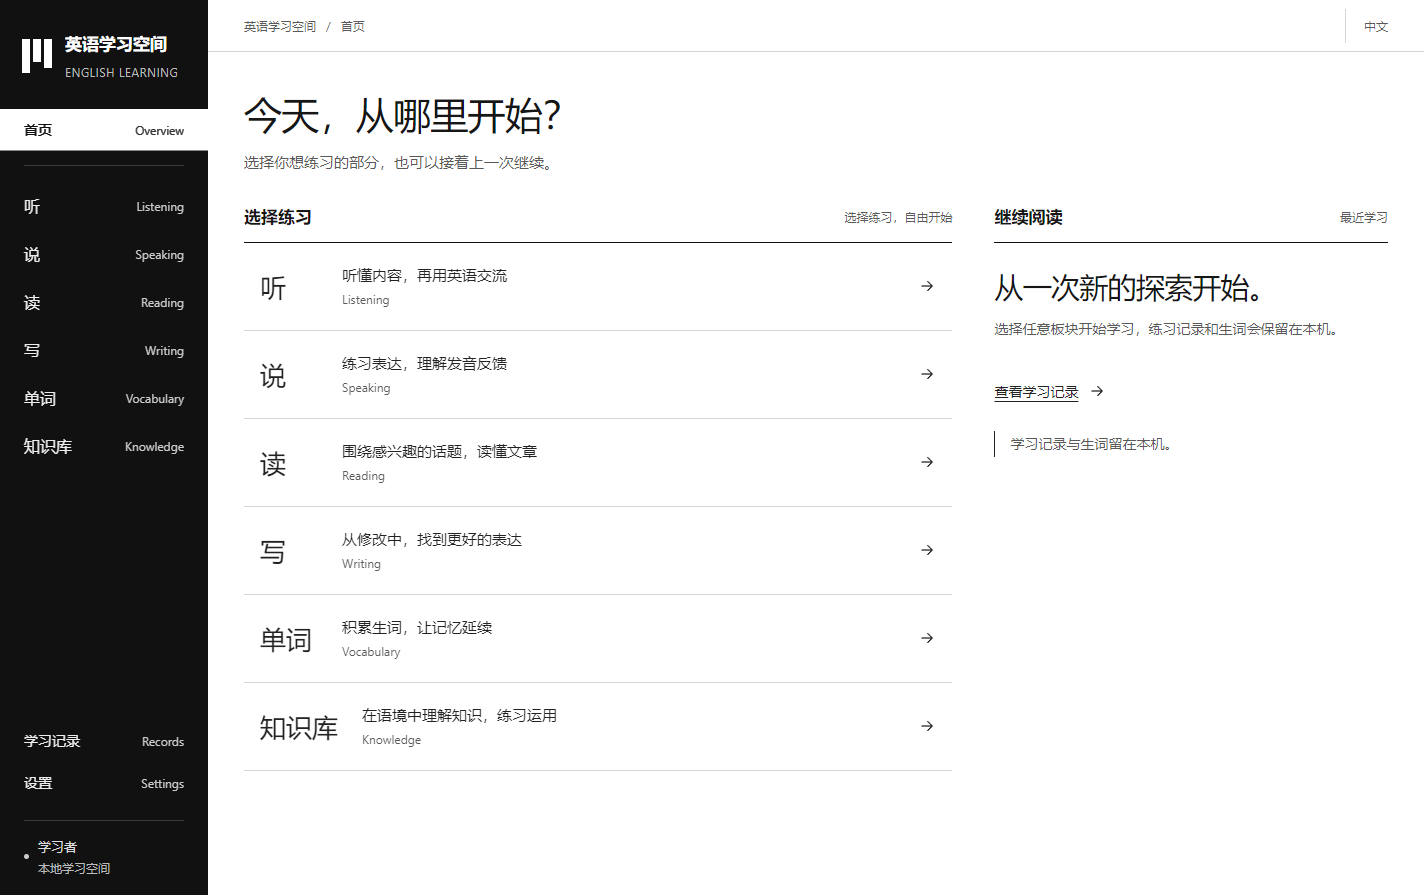 英语学习空间
ENGLISH LEARNING
首页 Overview
听 Listening
说 Speaking
读 Reading
写 Writing
单词 Vocabulary
知识库 Knowledge
学习记录 Records
设置 Settings
学习者
本地学习空间
英语学习空间 / 首页
中文
今天，从哪里开始？
选择你想练习的部分，也可以接着上一次继续。
选择练习 选择练习，自由开始
听 听懂内容，再用英语交流
Listening
说 练习表达，理解发音反馈
Speaking
读 围绕感兴趣的话题，读懂文章
Reading
写 从修改中，找到更好的表达
Writing
单词 积累生词，让记忆延续
Vocabulary
知识库 在语境中理解知识，练习运用
Knowledge
继续阅读 最近学习
从一次新的探索开始。
选择任意板块开始学习，练习记录和生词会保留在本机。
查看学习记录 →
学习记录与生词留在本机。